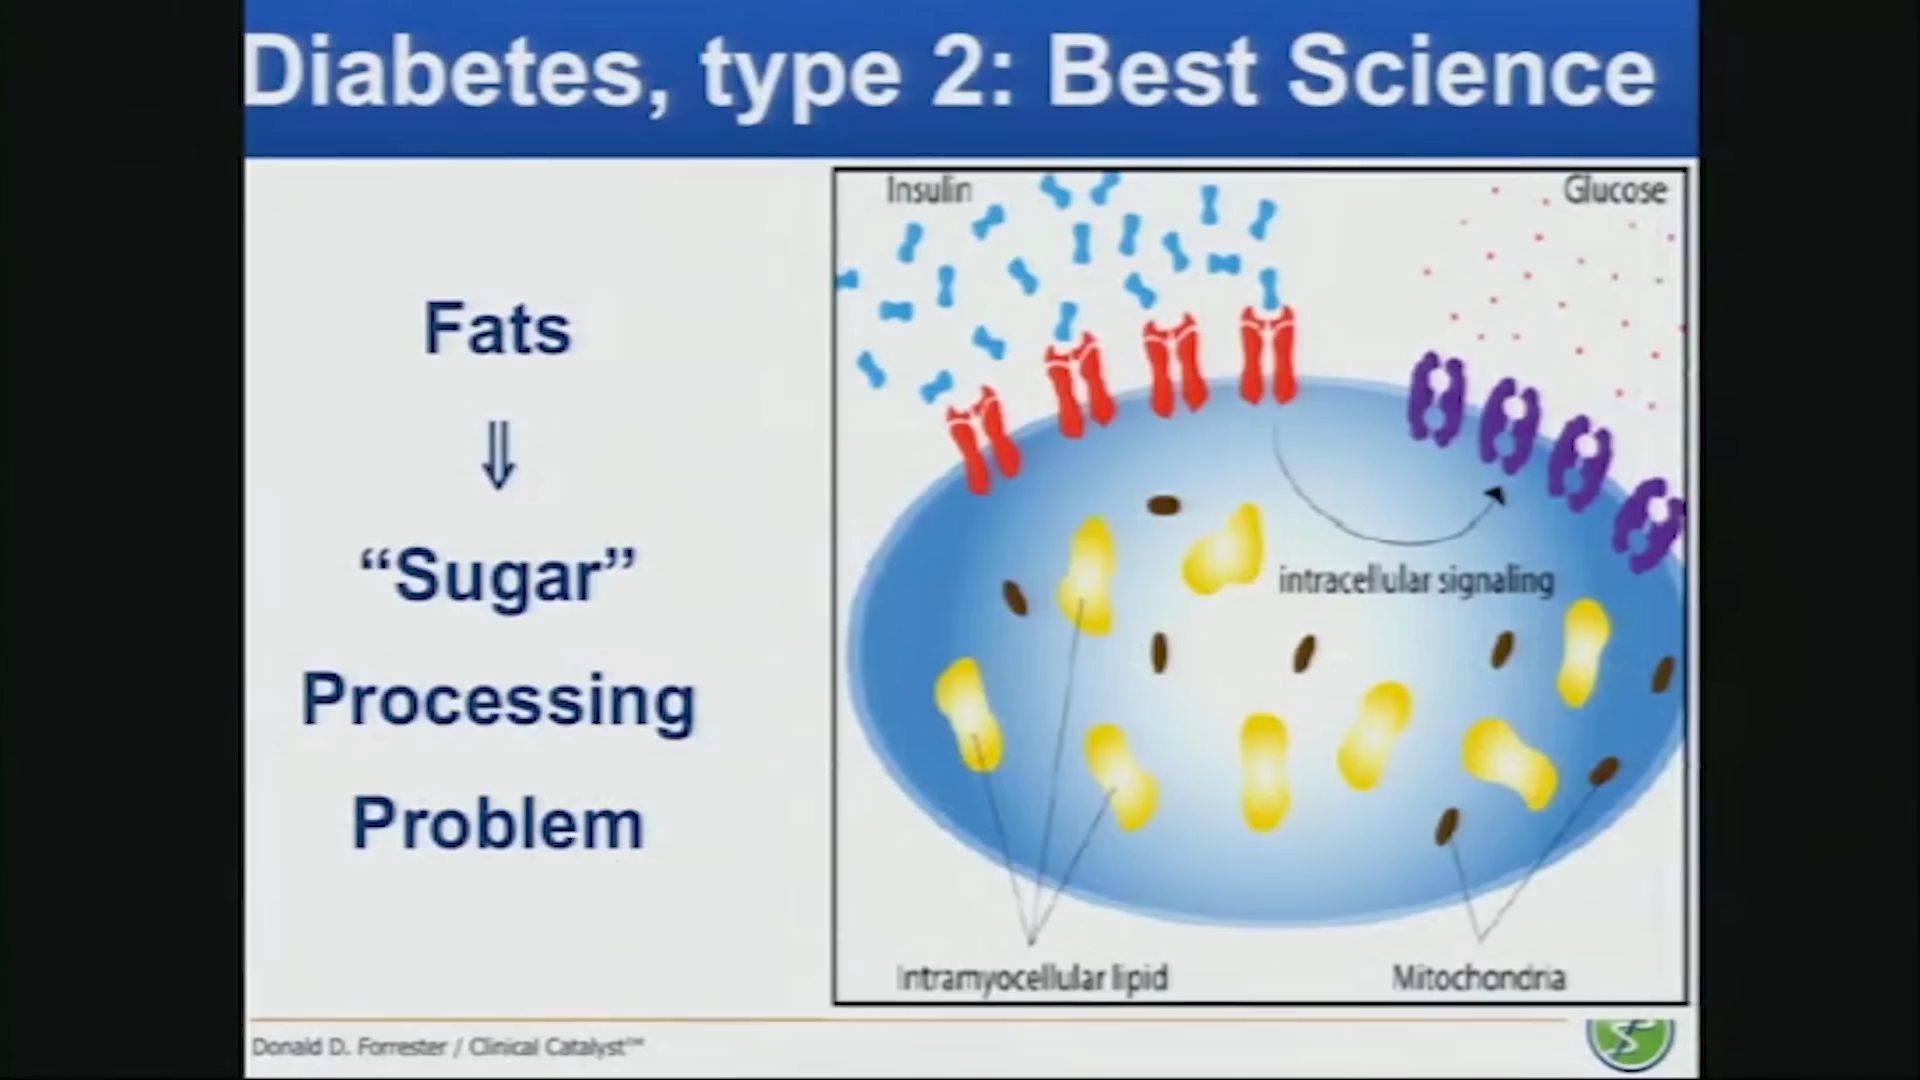 Diabetes, type 2: Best Science
Fats
⇓
“Sugar”
Processing
Problem
Insulin
Glucose
intracellular signaling
Intramyocellular lipid
Mitochondria
Donald D. Forrester / Clinical Catalyst™